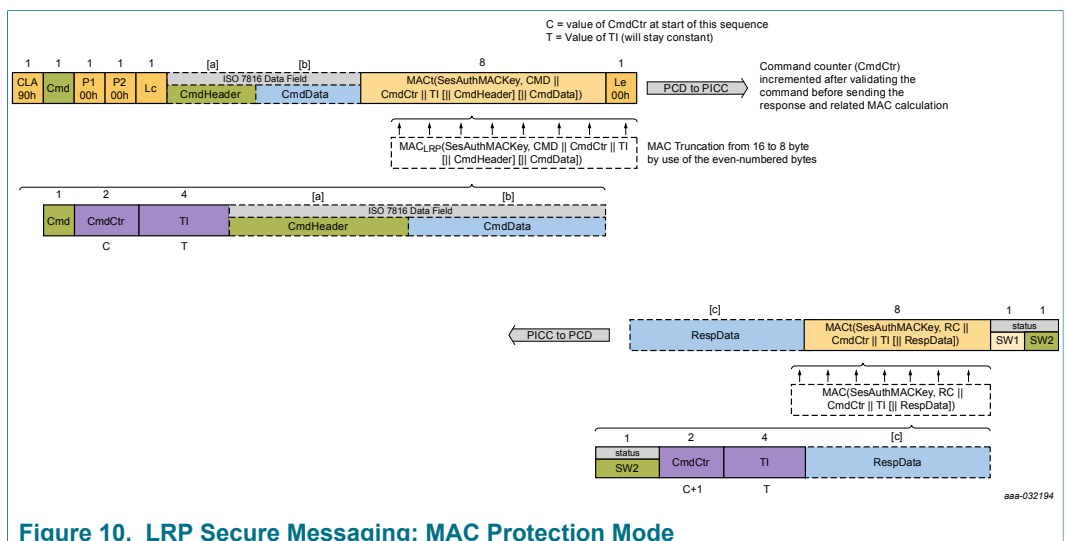 C = value of CmdCtr at start of this sequence
T = Value of TI (will stay constant)
1 1 1 1 1 [a] [b] 8 1
CLA 90h
Cmd
P1 00h
P2 00h
Lc
ISO 7816 Data Field
CmdHeader
CmdData
MACt(SesAuthMACKey, CMD ||
CmdCtr || TI [|| CmdHeader] [|| CmdData])
Le 00h
PCD to PICC
Command counter (CmdCtr)
incremented after validating the
command before sending the
response and related MAC calculation
MACLRP(SesAuthMACKey, CMD || CmdCtr || TI
[|| CmdHeader] [|| CmdData])
MAC Truncation from 16 to 8 byte
by use of the even-numbered bytes
1 2 4 [a] [b]
Cmd
CmdCtr
TI
ISO 7816 Data Field
CmdHeader
CmdData
C T
[c] 8 1 1
PICC to PCD
RespData
MACt(SesAuthMACKey, RC ||
CmdCtr || TI [|| RespData])
status
SW1 SW2
MAC(SesAuthMACKey, RC ||
CmdCtr || TI [|| RespData])
1 2 4 [c]
status
SW2
CmdCtr
TI
RespData
C+1 T
aaa-032194
Figure 10. LRP Secure Messaging: MAC Protection Mode